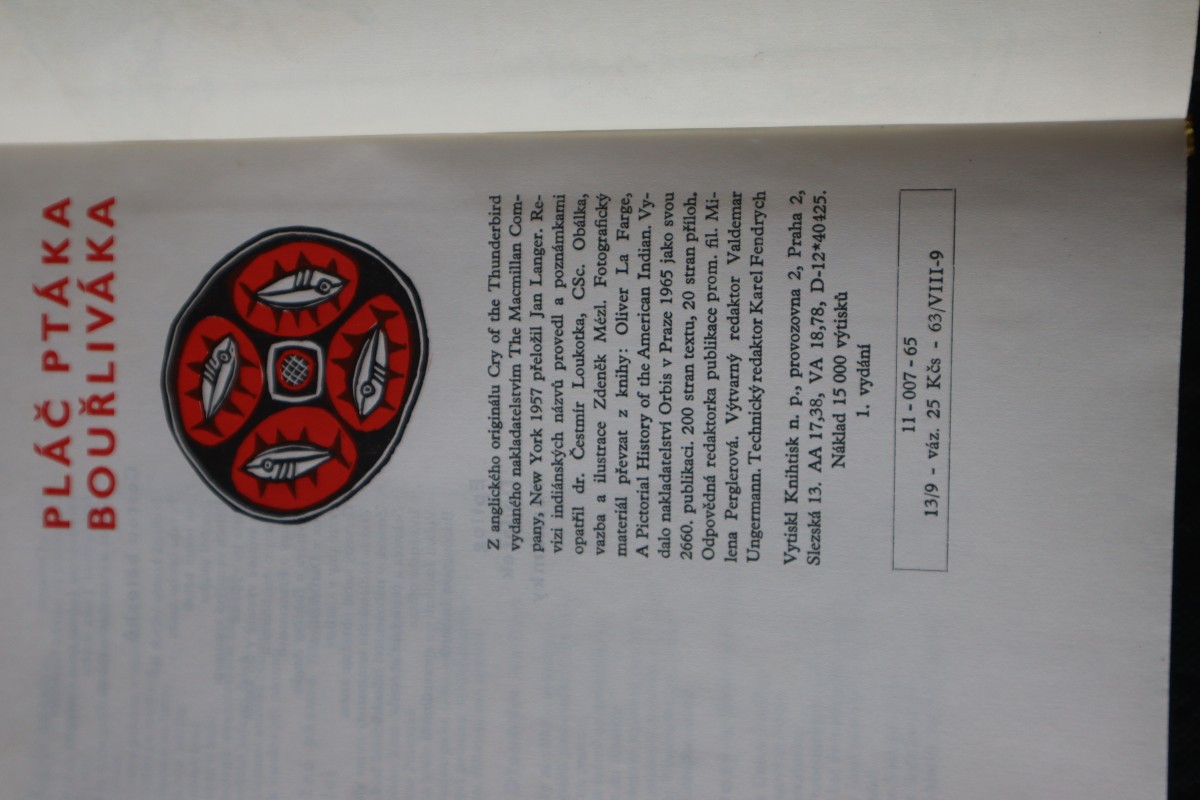 PLÁČ PTÁKA
BOUŘLIVÁKA
Z anglického originálu Cry of the Thunderbird
vydaného nakladatelstvím The Macmillan Com-
pany, New York 1957 přeložil Jan Langer. Re-
vizi indiánských názvů provedl a poznámkami
opatřil dr. Čestmír Loukotka, CSc. Obálka,
vazba a ilustrace Zdeněk Mézl. Fotografický
materiál převzat z knihy: Oliver La Farge,
A Pictorial History of the American Indian. Vy-
dalo nakladatelství Orbis v Praze 1965 jako svou
2660. publikaci. 200 stran textu, 20 stran příloh.
Odpovědná redaktorka publikace prom. fil. Mi-
lena Perglerová. Výtvarný redaktor Valdemar
Ungermann. Technický redaktor Karel Fendrych
Vytiskl Knihtisk n. p., provozovna 2, Praha 2,
Slezská 13. AA 17,38, VA 18,78, D-12*40425.
Náklad 15 000 výtisků
1. vydání
11 - 007 - 65
13/9 - váz. 25 Kčs - 63/VIII-9